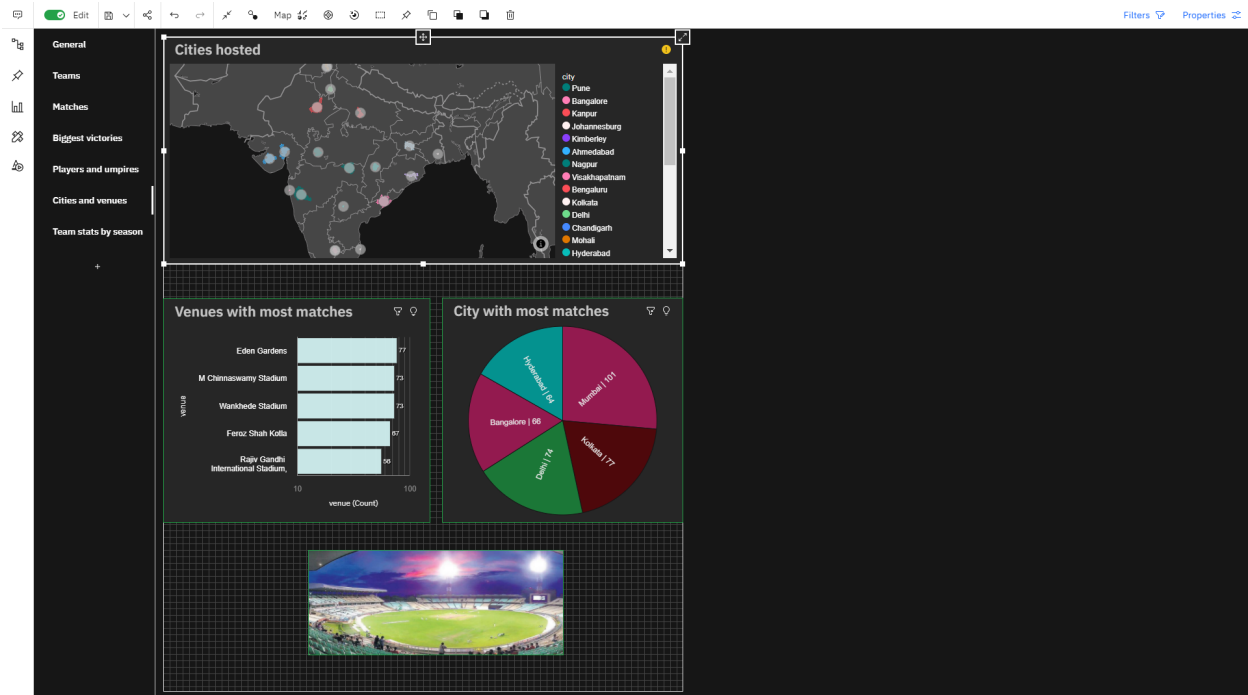 Edit
Map
Filters
Properties
General
Teams
Matches
Biggest victories
Players and umpires
Cities and venues
Team stats by season
Cities hosted
city
Pune
Bangalore
Kanpur
Johannesburg
Kimberley
Ahmedabad
Nagpur
Visakhapatnam
Bengaluru
Kolkata
Delhi
Chandigarh
Mohali
Hyderabad
Venues with most matches
venue
Eden Gardens
77
M Chinnaswamy Stadium
73
Wankhede Stadium
73
Feroz Shah Kotla
67
Rajiv Gandhi
International Stadium,
56
10
100
venue (Count)
City with most matches
Mumbai | 101
Kolkata | 77
Delhi | 74
Bangalore | 66
Hyderabad | 64